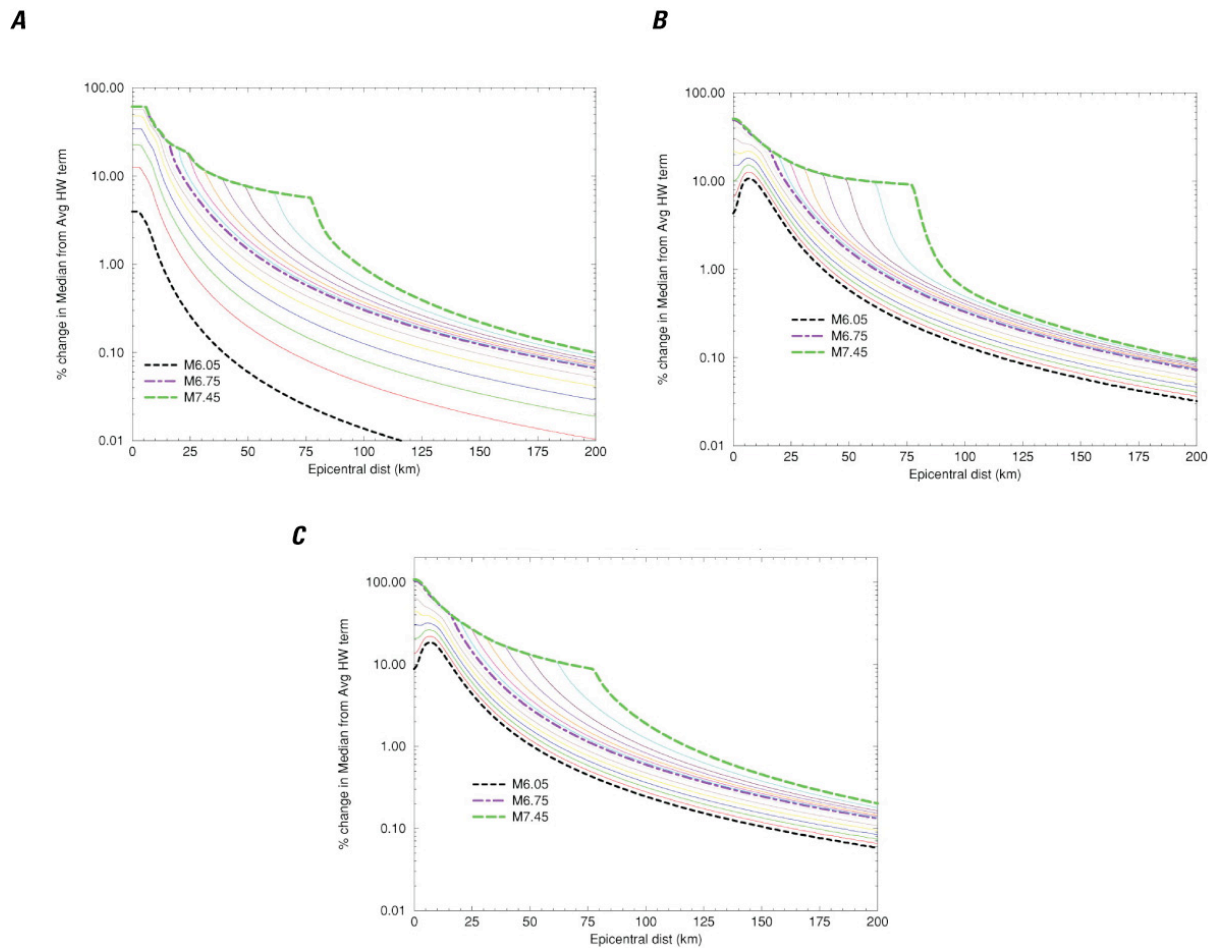 A
% change in Median from Avg HW term
100.00
10.00
1.00
0.10
0.01
M6.05
M6.75
M7.45
0 25 50 75 100 125 150 175 200
Epicentral dist (km)
B
% change in Median from Avg HW term
100.00
10.00
1.00
0.10
0.01
M6.05
M6.75
M7.45
0 25 50 75 100 125 150 175 200
Epicentral dist (km)
C
% change in Median from Avg HW term
100.00
10.00
1.00
0.10
0.01
M6.05
M6.75
M7.45
0 25 50 75 100 125 150 175 200
Epicentral dist (km)